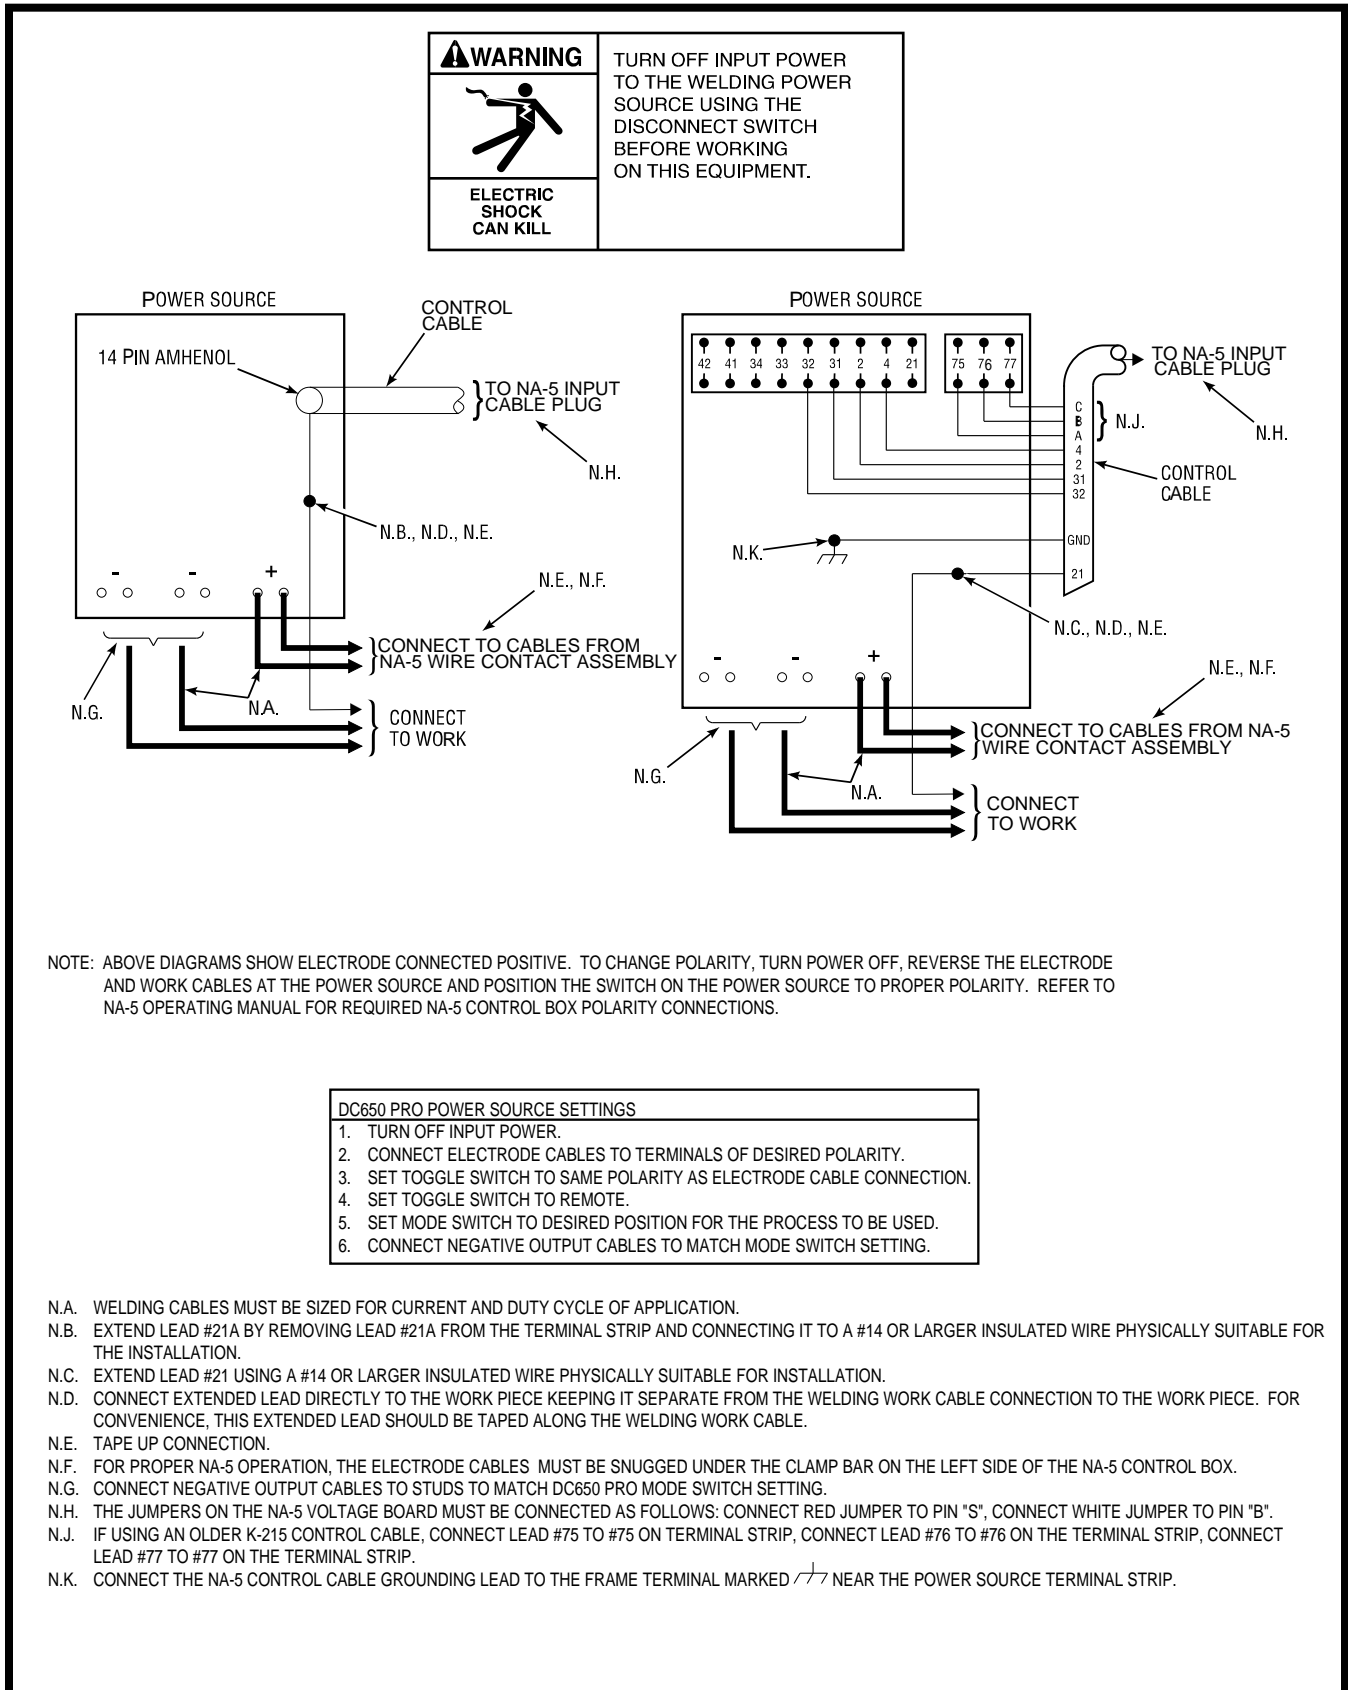 WARNING
TURN OFF INPUT POWER
TO THE WELDING POWER
SOURCE USING THE
DISCONNECT SWITCH
BEFORE WORKING
ON THIS EQUIPMENT.
ELECTRIC
SHOCK
CAN KILL
POWER SOURCE
CONTROL
CABLE
14 PIN AMHENOL
TO NA-5 INPUT
CABLE PLUG
N.H.
N.B., N.D., N.E.
- - +
N.E., N.F.
CONNECT TO CABLES FROM
NA-5 WIRE CONTACT ASSEMBLY
N.G.
N.A.
CONNECT
TO WORK
POWER SOURCE
42 41 34 33 32 31 2 4 21 75 76 77
TO NA-5 INPUT
CABLE PLUG
C
B
A
N.J.
N.H.
4
2
31
32
CONTROL
CABLE
GND
N.K.
21
N.C., N.D., N.E.
- - +
N.E., N.F.
CONNECT TO CABLES FROM NA-5
WIRE CONTACT ASSEMBLY
N.G.
N.A.
CONNECT
TO WORK
NOTE: ABOVE DIAGRAMS SHOW ELECTRODE CONNECTED POSITIVE. TO CHANGE POLARITY, TURN POWER OFF, REVERSE THE ELECTRODE
AND WORK CABLES AT THE POWER SOURCE AND POSITION THE SWITCH ON THE POWER SOURCE TO PROPER POLARITY. REFER TO
NA-5 OPERATING MANUAL FOR REQUIRED NA-5 CONTROL BOX POLARITY CONNECTIONS.
DC650 PRO POWER SOURCE SETTINGS
1. TURN OFF INPUT POWER.
2. CONNECT ELECTRODE CABLES TO TERMINALS OF DESIRED POLARITY.
3. SET TOGGLE SWITCH TO SAME POLARITY AS ELECTRODE CABLE CONNECTION.
4. SET TOGGLE SWITCH TO REMOTE.
5. SET MODE SWITCH TO DESIRED POSITION FOR THE PROCESS TO BE USED.
6. CONNECT NEGATIVE OUTPUT CABLES TO MATCH MODE SWITCH SETTING.
N.A. WELDING CABLES MUST BE SIZED FOR CURRENT AND DUTY CYCLE OF APPLICATION.
N.B. EXTEND LEAD #21A BY REMOVING LEAD #21A FROM THE TERMINAL STRIP AND CONNECTING IT TO A #14 OR LARGER INSULATED WIRE PHYSICALLY SUITABLE FOR
THE INSTALLATION.
N.C. EXTEND LEAD #21 USING A #14 OR LARGER INSULATED WIRE PHYSICALLY SUITABLE FOR INSTALLATION.
N.D. CONNECT EXTENDED LEAD DIRECTLY TO THE WORK PIECE KEEPING IT SEPARATE FROM THE WELDING WORK CABLE CONNECTION TO THE WORK PIECE. FOR
CONVENIENCE, THIS EXTENDED LEAD SHOULD BE TAPED ALONG THE WELDING WORK CABLE.
N.E. TAPE UP CONNECTION.
N.F. FOR PROPER NA-5 OPERATION, THE ELECTRODE CABLES MUST BE SNUGGED UNDER THE CLAMP BAR ON THE LEFT SIDE OF THE NA-5 CONTROL BOX.
N.G. CONNECT NEGATIVE OUTPUT CABLES TO STUDS TO MATCH DC650 PRO MODE SWITCH SETTING.
N.H. THE JUMPERS ON THE NA-5 VOLTAGE BOARD MUST BE CONNECTED AS FOLLOWS: CONNECT RED JUMPER TO PIN "S", CONNECT WHITE JUMPER TO PIN "B".
N.J. IF USING AN OLDER K-215 CONTROL CABLE, CONNECT LEAD #75 TO #75 ON TERMINAL STRIP, CONNECT LEAD #76 TO #76 ON THE TERMINAL STRIP, CONNECT
LEAD #77 TO #77 ON THE TERMINAL STRIP.
N.K. CONNECT THE NA-5 CONTROL CABLE GROUNDING LEAD TO THE FRAME TERMINAL MARKED NEAR THE POWER SOURCE TERMINAL STRIP.